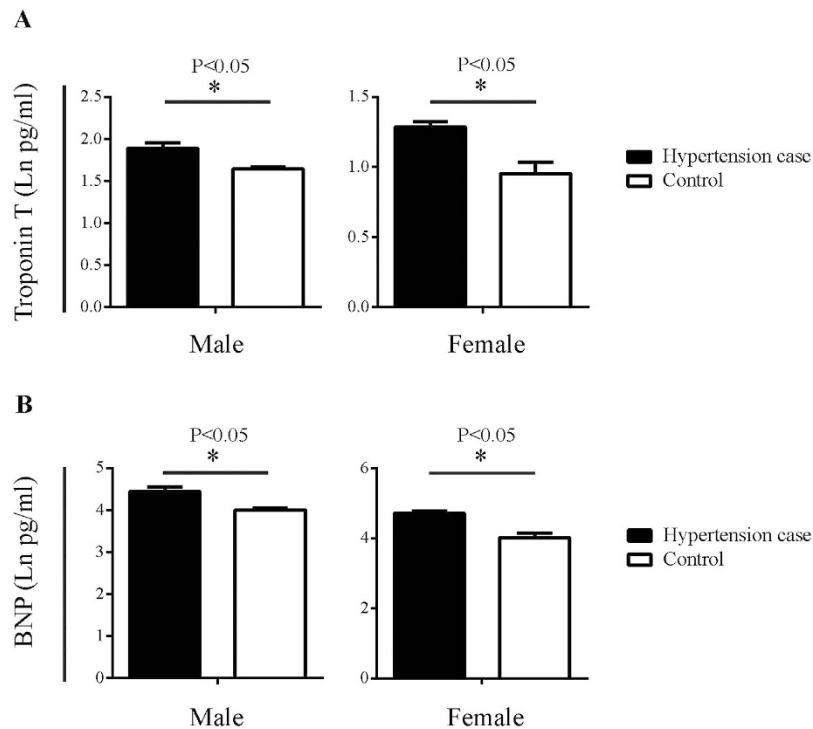 A
P<0.05
*
P<0.05
*
Troponin T (Ln pg/ml)
2.5
2.0
1.5
1.0
0.5
0.0
Male
1.5
1.0
0.5
0.0
Female
Hypertension case
Control
B
P<0.05
*
P<0.05
*
BNP (Ln pg/ml)
5
4
3
2
1
0
Male
6
4
2
0
Female
Hypertension case
Control